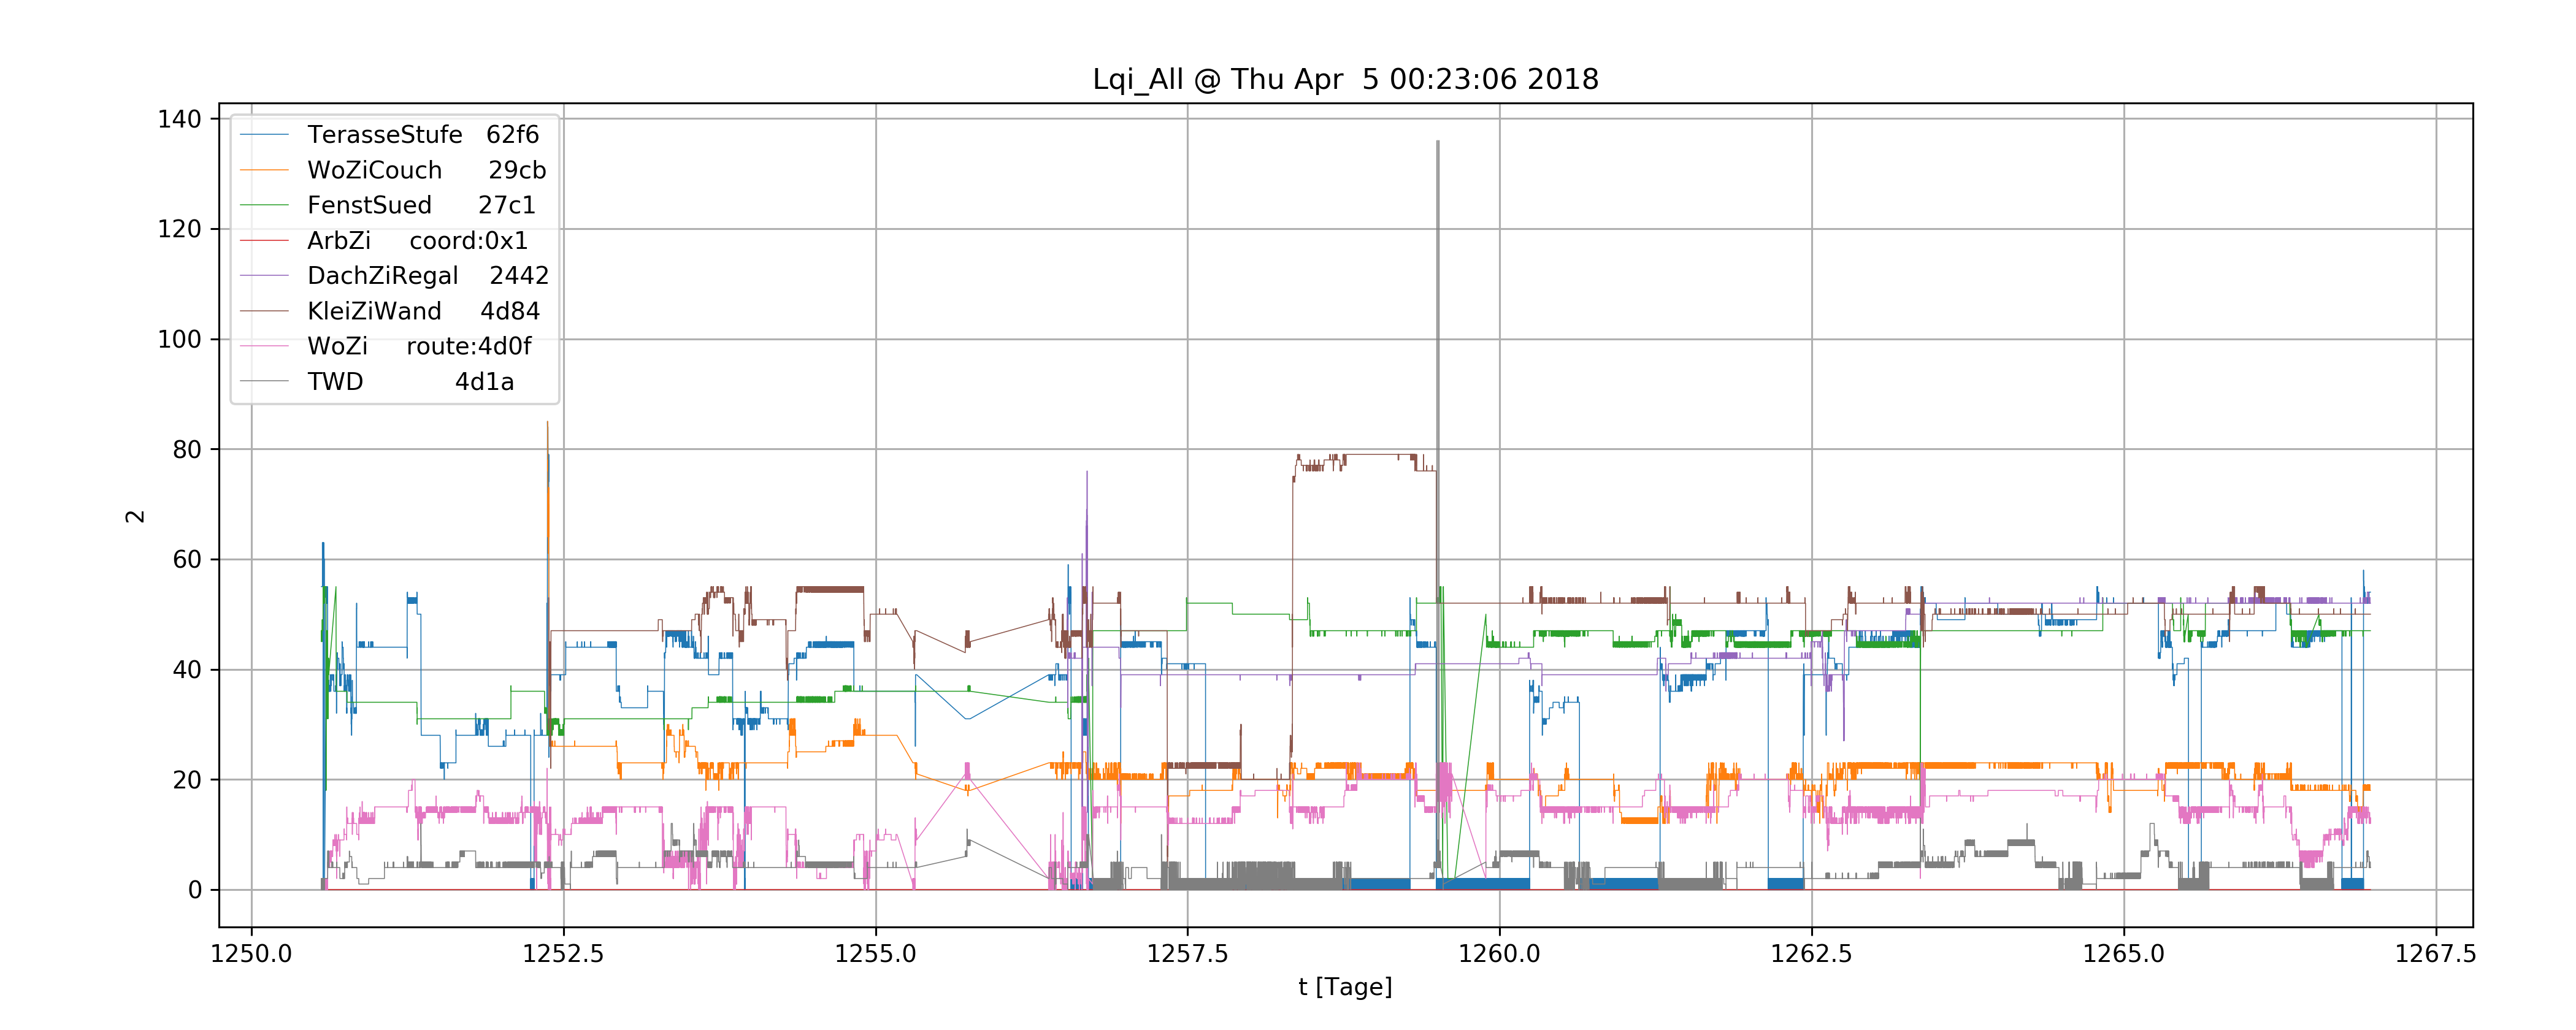 Lqi_All @ Thu Apr  5 00:23:06 2018
140
120
100
80
60
40
20
0
2
TerasseStufe   62f6
WoZiCouch      29cb
FenstSued      27c1
ArbZi     coord:0x1
DachZiRegal    2442
KleiZiWand     4d84
WoZi     route:4d0f
TWD            4d1a
1250.0 1252.5 1255.0 1257.5 1260.0 1262.5 1265.0 1267.5
t [Tage]